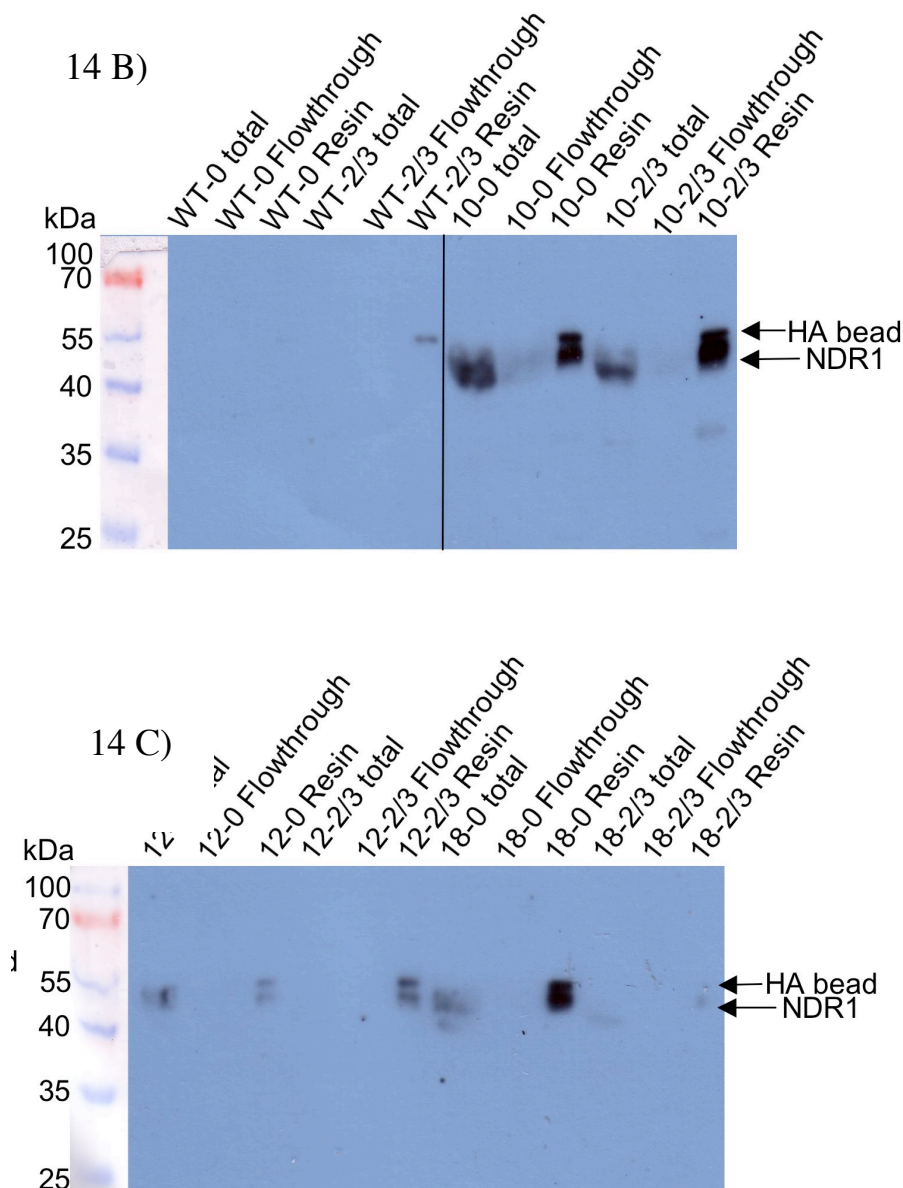 14 B)
WT-0 total
WT-0 Flowthrough
WT-0 Resin
WT-2/3 total
WT-2/3 Flowthrough
WT-2/3 Resin
10-0 total
10-0 Flowthrough
10-0 Resin
10-2/3 total
10-2/3 Flowthrough
10-2/3 Resin
kDa
100
70
55
40
35
25
HA bead
NDR1
14 C)
12-0 Flowthrough
12-0 Resin
12-2/3 total
12-2/3 Flowthrough
12-2/3 Resin
18-0 total
18-0 Flowthrough
18-0 Resin
18-2/3 total
18-2/3 Flowthrough
18-2/3 Resin
kDa
100
70
55
40
35
25
HA bead
NDR1